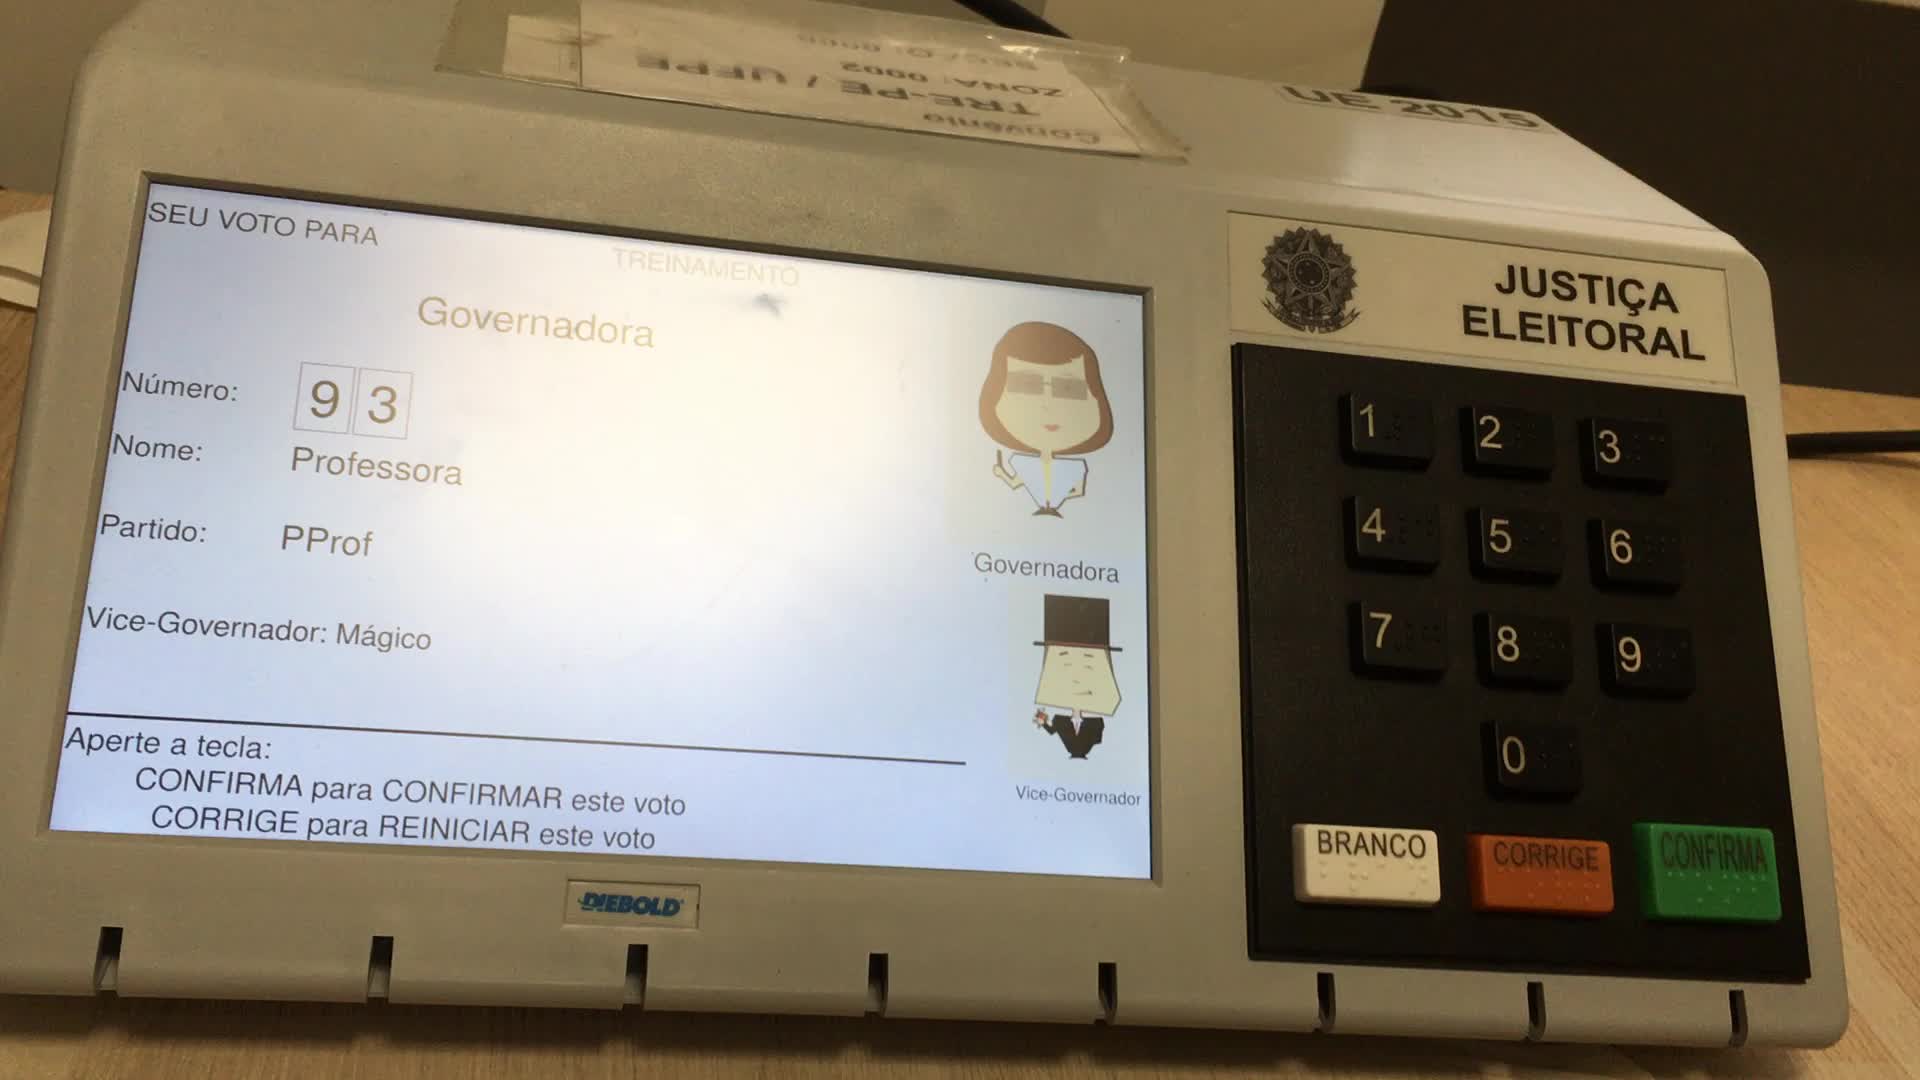 Convênio
TRE-PE / UFPE
ZONA: 0002
UE 2015
SEU VOTO PARA
TREINAMENTO
Governadora
Número: 93
Nome: Professora
Partido: PProf
Vice-Governador: Mágico
Governadora
Vice-Governador
Aperte a tecla:
CONFIRMA para CONFIRMAR este voto
CORRIGE para REINICIAR este voto
DIEBOLD
JUSTIÇA
ELEITORAL
1 2 3
4 5 6
7 8 9
0
BRANCO CORRIGE CONFIRMA